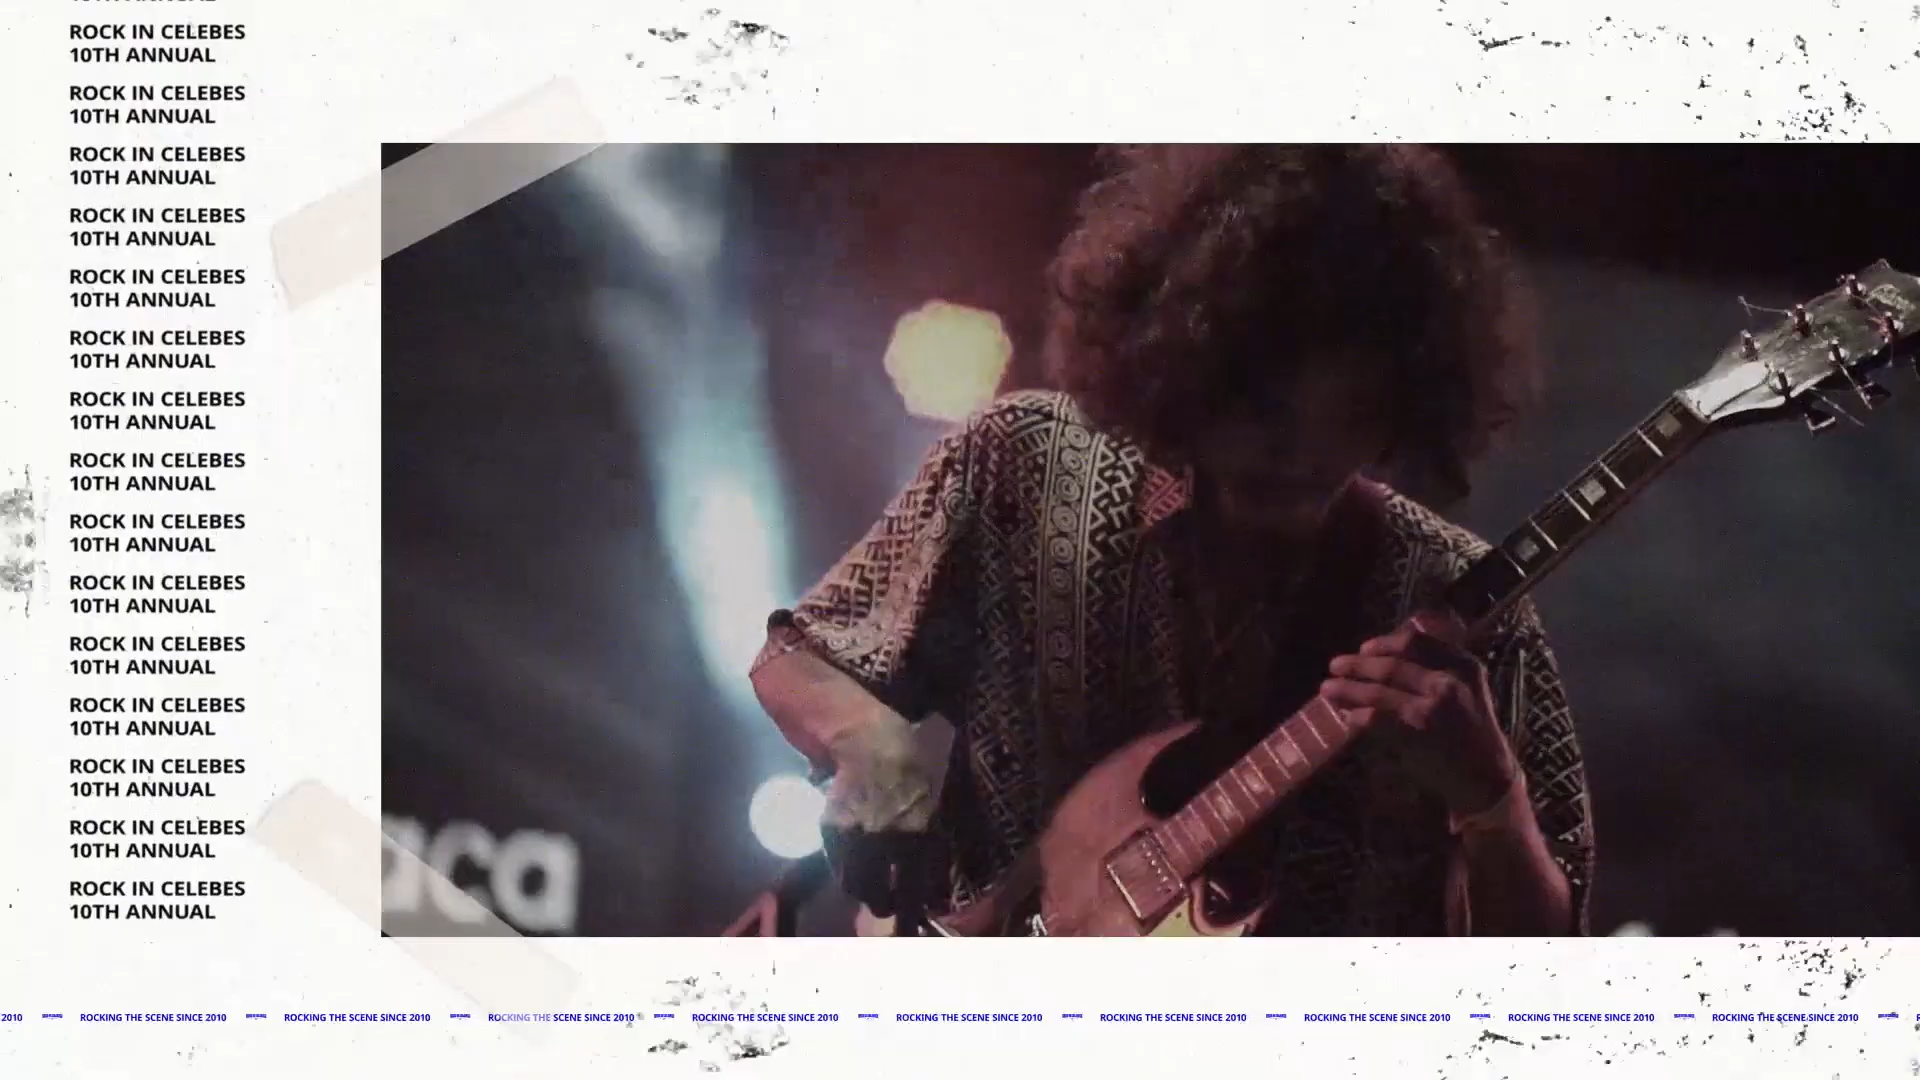 10TH ANNUAL
ROCK IN CELEBES
10TH ANNUAL
ROCK IN CELEBES
10TH ANNUAL
ROCK IN CELEBES
10TH ANNUAL
ROCK IN CELEBES
10TH ANNUAL
ROCK IN CELEBES
10TH ANNUAL
ROCK IN CELEBES
10TH ANNUAL
ROCK IN CELEBES
10TH ANNUAL
ROCK IN CELEBES
10TH ANNUAL
ROCK IN CELEBES
10TH ANNUAL
ROCK IN CELEBES
10TH ANNUAL
ROCK IN CELEBES
10TH ANNUAL
ROCK IN CELEBES
10TH ANNUAL
ROCK IN CELEBES
10TH ANNUAL
ROCK IN CELEBES
10TH ANNUAL
ROCK IN CELEBES
10TH ANNUAL
aca
2010 ROCKING THE SCENE SINCE 2010 ROCKING THE SCENE SINCE 2010 ROCKING THE SCENE SINCE 2010 ROCKING THE SCENE SINCE 2010 ROCKING THE SCENE SINCE 2010 ROCKING THE SCENE SINCE 2010 ROCKING THE SCENE SINCE 2010 ROCKING THE SCENE SINCE 2010 ROCKING THE SCENE SINCE 2010